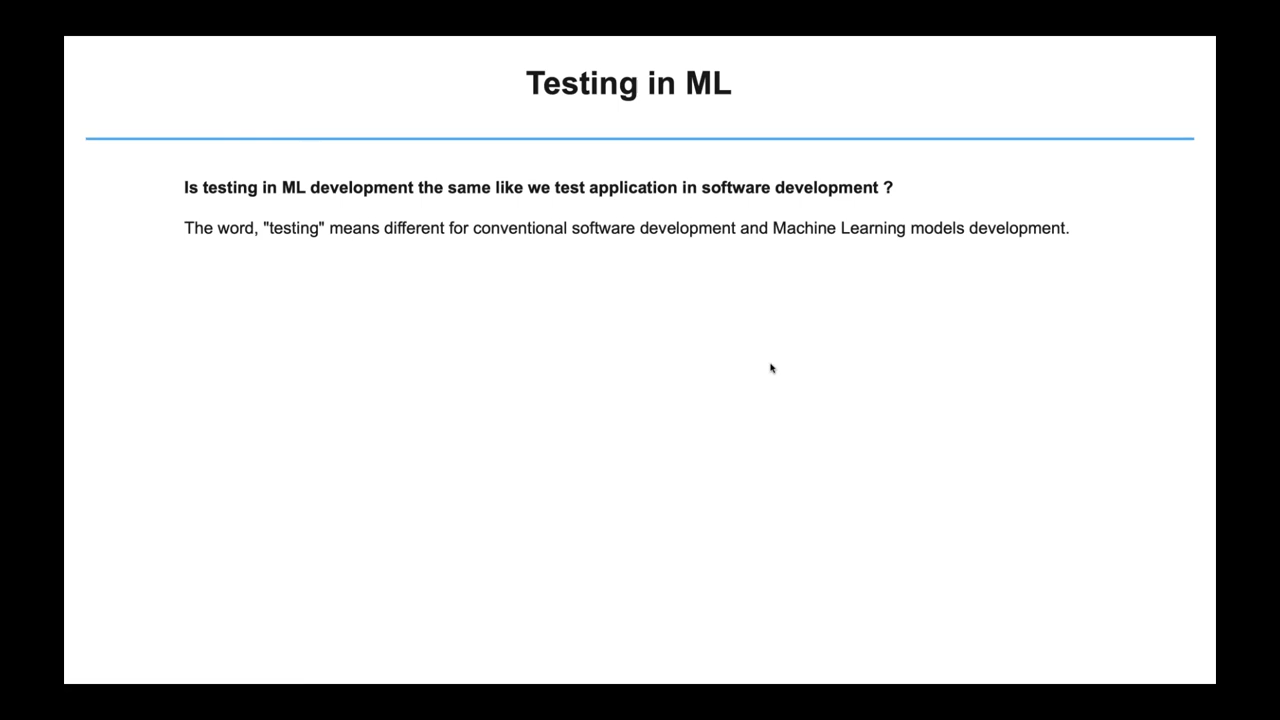 Testing in ML
Is testing in ML development the same like we test application in software development ?
The word, "testing" means different for conventional software development and Machine Learning models development.